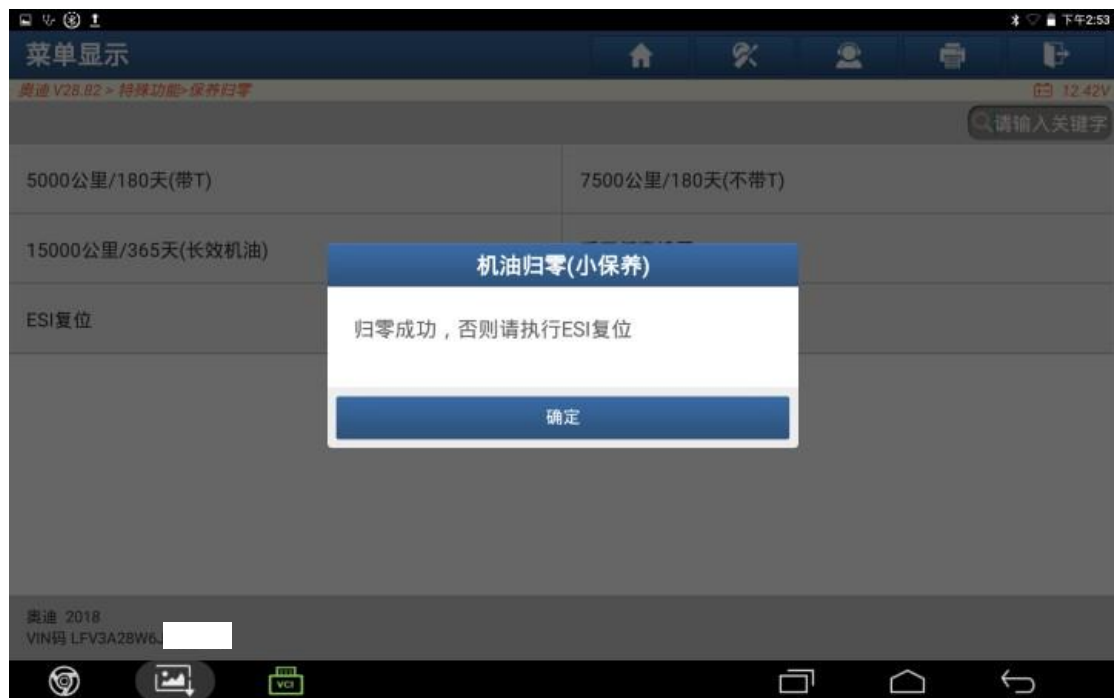 下午2:53
菜单显示
奥迪 V28.82 > 特殊功能>保养归零
12.42V
请输入关键字
5000公里/180天(带T)
7500公里/180天(不带T)
15000公里/365天(长效机油)
机油归零(小保养)
ESI复位
归零成功，否则请执行ESI复位
确定
奥迪 2018
VIN码 LFV3A28W6J
VCI